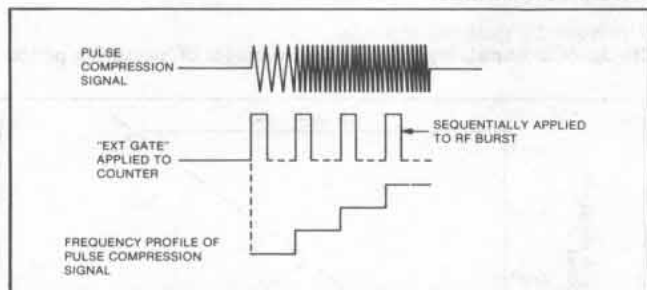 PULSE
COMPRESSION
SIGNAL
"EXT GATE"
APPLIED TO
COUNTER
SEQUENTIALLY APPLIED
TO RF BURST
FREQUENCY PROFILE OF
PULSE COMPRESSION
SIGNAL